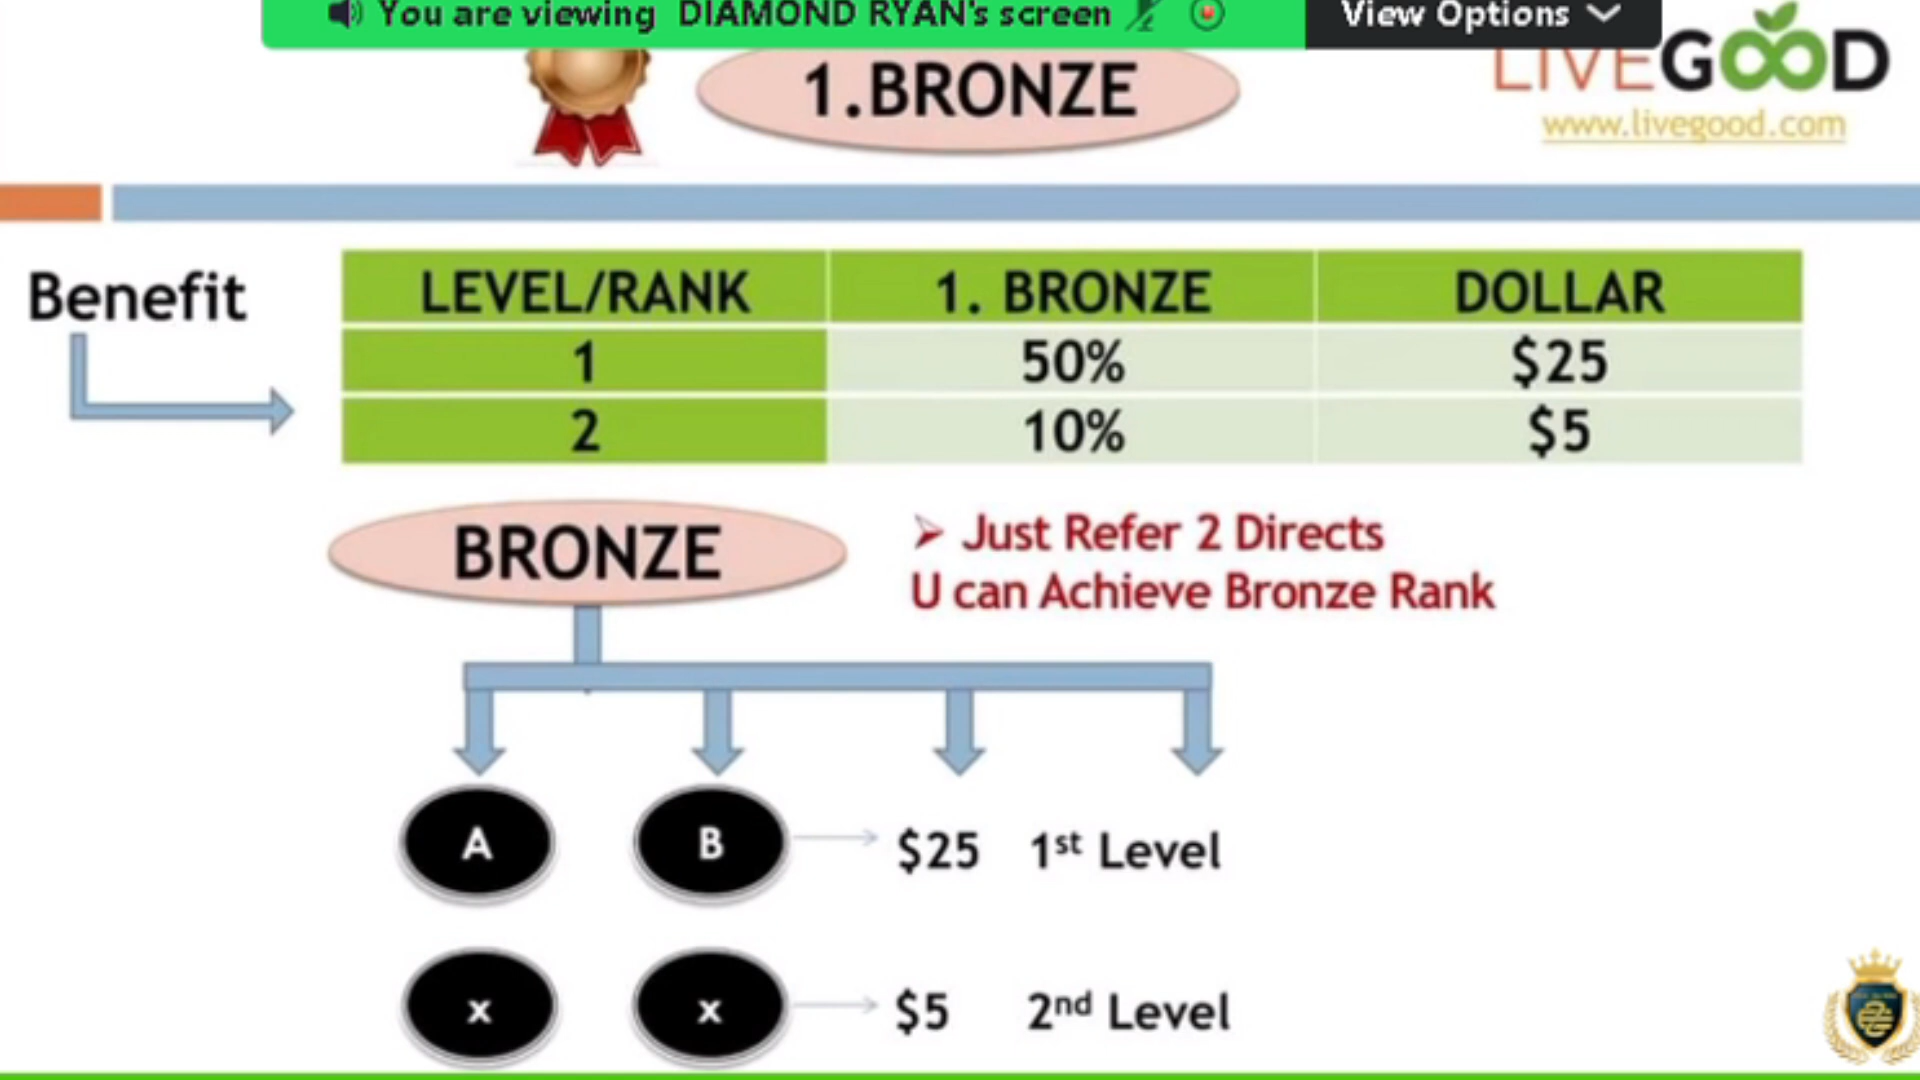 You are viewing DIAMOND RYAN's screen
View Options
1.BRONZE
LIVEGOOD
www.livegood.com
Benefit
LEVEL/RANK 1. BRONZE DOLLAR
1 50% $25
2 10% $5
BRONZE
Just Refer 2 Directs
U can Achieve Bronze Rank
A B $25 1st Level
x x $5 2nd Level